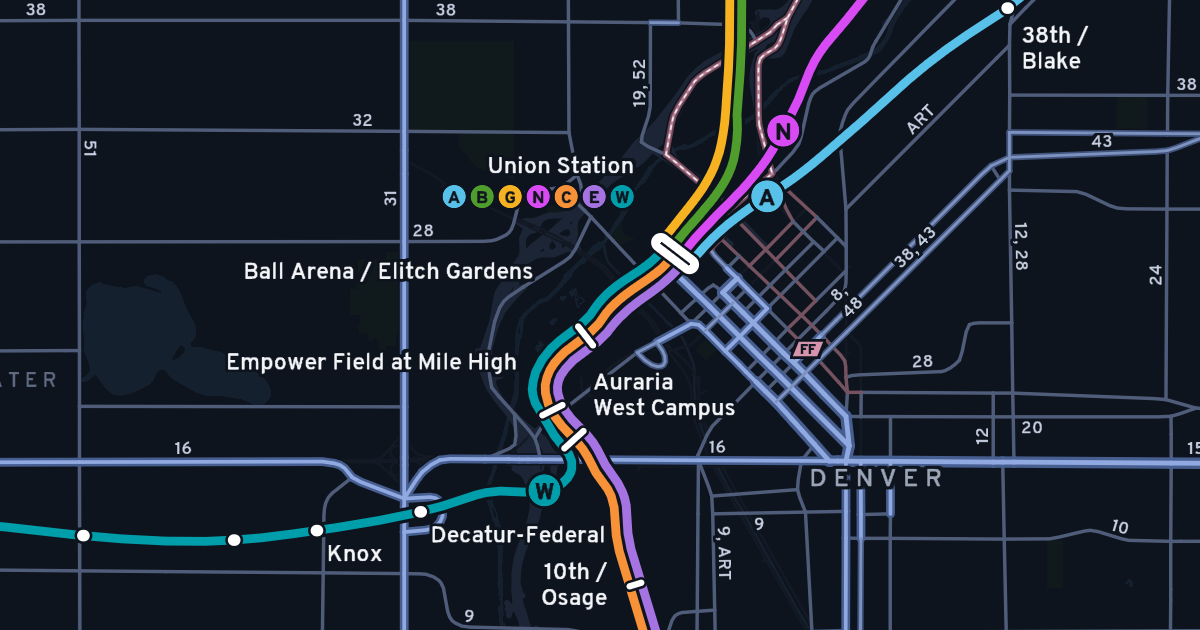 38
38
38th /
Blake
19, 52
38
32
ART
N
43
51
Union Station
A B G N C E W
A
31
28
38, 43
12, 28
24
Ball Arena / Elitch Gardens
8,
48
FF
Empower Field at Mile High
28
ATER
Auraria
West Campus
16
16
12
20
15
DENVER
W
Decatur-Federal
9
10
Knox
9, ART
10th /
Osage
9